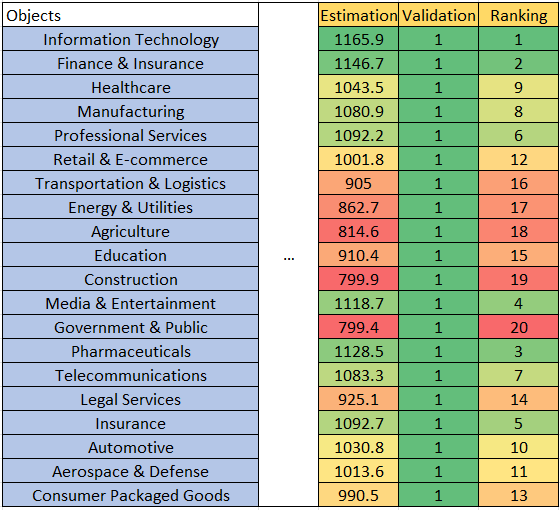 Objects Estimation Validation Ranking
Information Technology 1165.9 1 1
Finance & Insurance 1146.7 1 2
Healthcare 1043.5 1 9
Manufacturing 1080.9 1 8
Professional Services 1092.2 1 6
Retail & E-commerce 1001.8 1 12
Transportation & Logistics 905 1 16
Energy & Utilities 862.7 1 17
Agriculture 814.6 1 18
Education ... 910.4 1 15
Construction 799.9 1 19
Media & Entertainment 1118.7 1 4
Government & Public 799.4 1 20
Pharmaceuticals 1128.5 1 3
Telecommunications 1083.3 1 7
Legal Services 925.1 1 14
Insurance 1092.7 1 5
Automotive 1030.8 1 10
Aerospace & Defense 1013.6 1 11
Consumer Packaged Goods 990.5 1 13